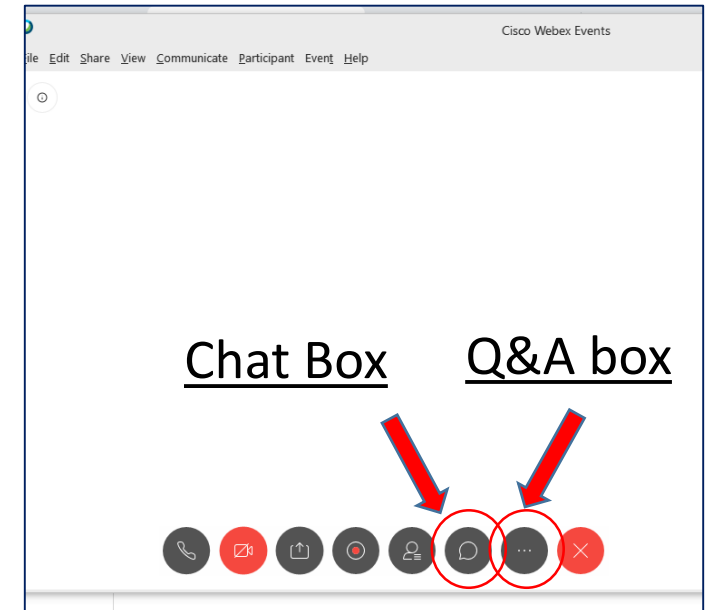 Cisco Webex Events
ile Edit Share View Communicate Participant Event Help
Chat Box Q&A box